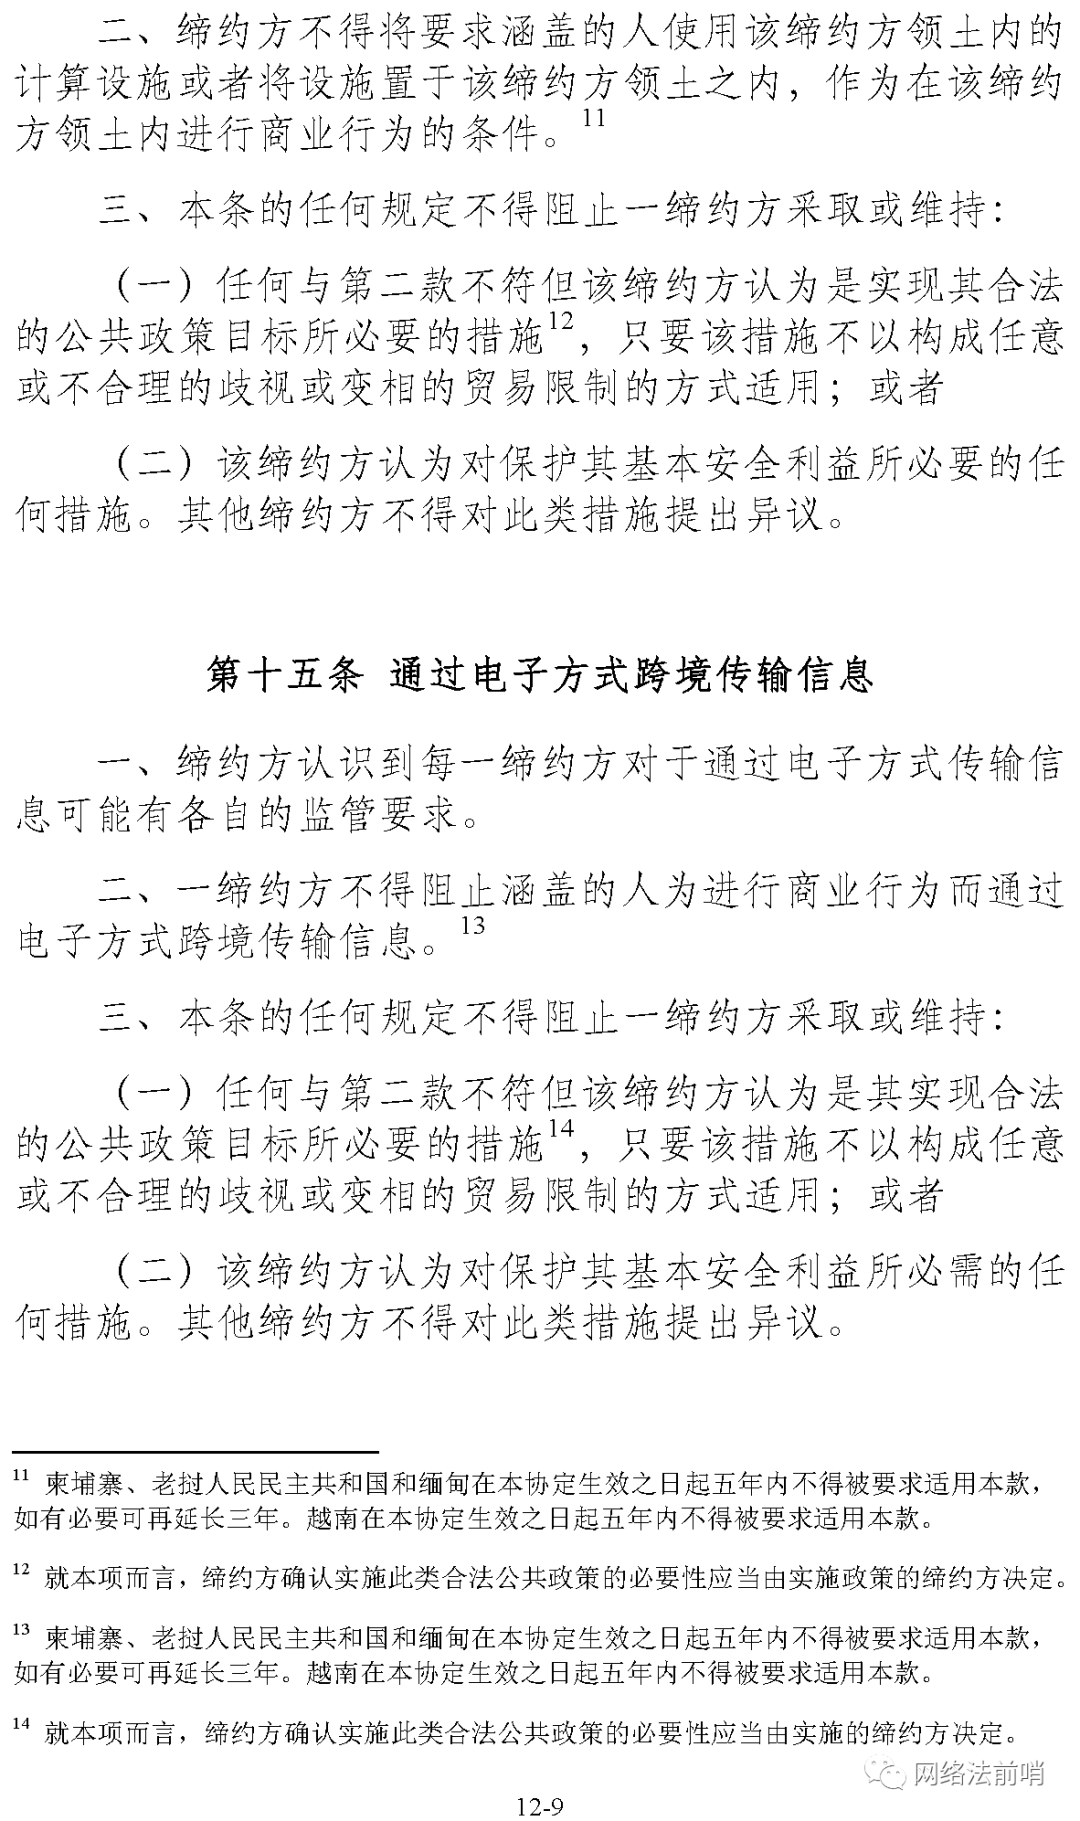 二、缔约方不得将要求涵盖的人使用该缔约方领土内的
计算设施或者将设施置于该缔约方领土之内，作为在该缔约
方领土内进行商业行为的条件。11
三、本条的任何规定不得阻止一缔约方采取或维持：
（一）任何与第二款不符但该缔约方认为是实现其合法
的公共政策目标所必要的措施12，只要该措施不以构成任意
或不合理的歧视或变相的贸易限制的方式适用；或者
（二）该缔约方认为对保护其基本安全利益所必要的任
何措施。其他缔约方不得对此类措施提出异议。
第十五条 通过电子方式跨境传输信息
一、缔约方认识到每一缔约方对于通过电子方式传输信
息可能有各自的监管要求。
二、一缔约方不得阻止涵盖的人为进行商业行为而通过
电子方式跨境传输信息。13
三、本条的任何规定不得阻止一缔约方采取或维持：
（一）任何与第二款不符但该缔约方认为是其实现合法
的公共政策目标所必要的措施14，只要该措施不以构成任意
或不合理的歧视或变相的贸易限制的方式适用；或者
（二）该缔约方认为对保护其基本安全利益所必需的任
何措施。其他缔约方不得对此类措施提出异议。
11 柬埔寨、老挝人民民主共和国和缅甸在本协定生效之日起五年内不得被要求适用本款，
如有必要可再延长三年。越南在本协定生效之日起五年内不得被要求适用本款。
12 就本项而言，缔约方确认实施此类合法公共政策的必要性应当由实施政策的缔约方决定。
13 柬埔寨、老挝人民民主共和国和缅甸在本协定生效之日起五年内不得被要求适用本款，
如有必要可再延长三年。越南在本协定生效之日起五年内不得被要求适用本款。
14 就本项而言，缔约方确认实施此类合法公共政策的必要性应当由实施的缔约方决定。
网络法前哨
12-9